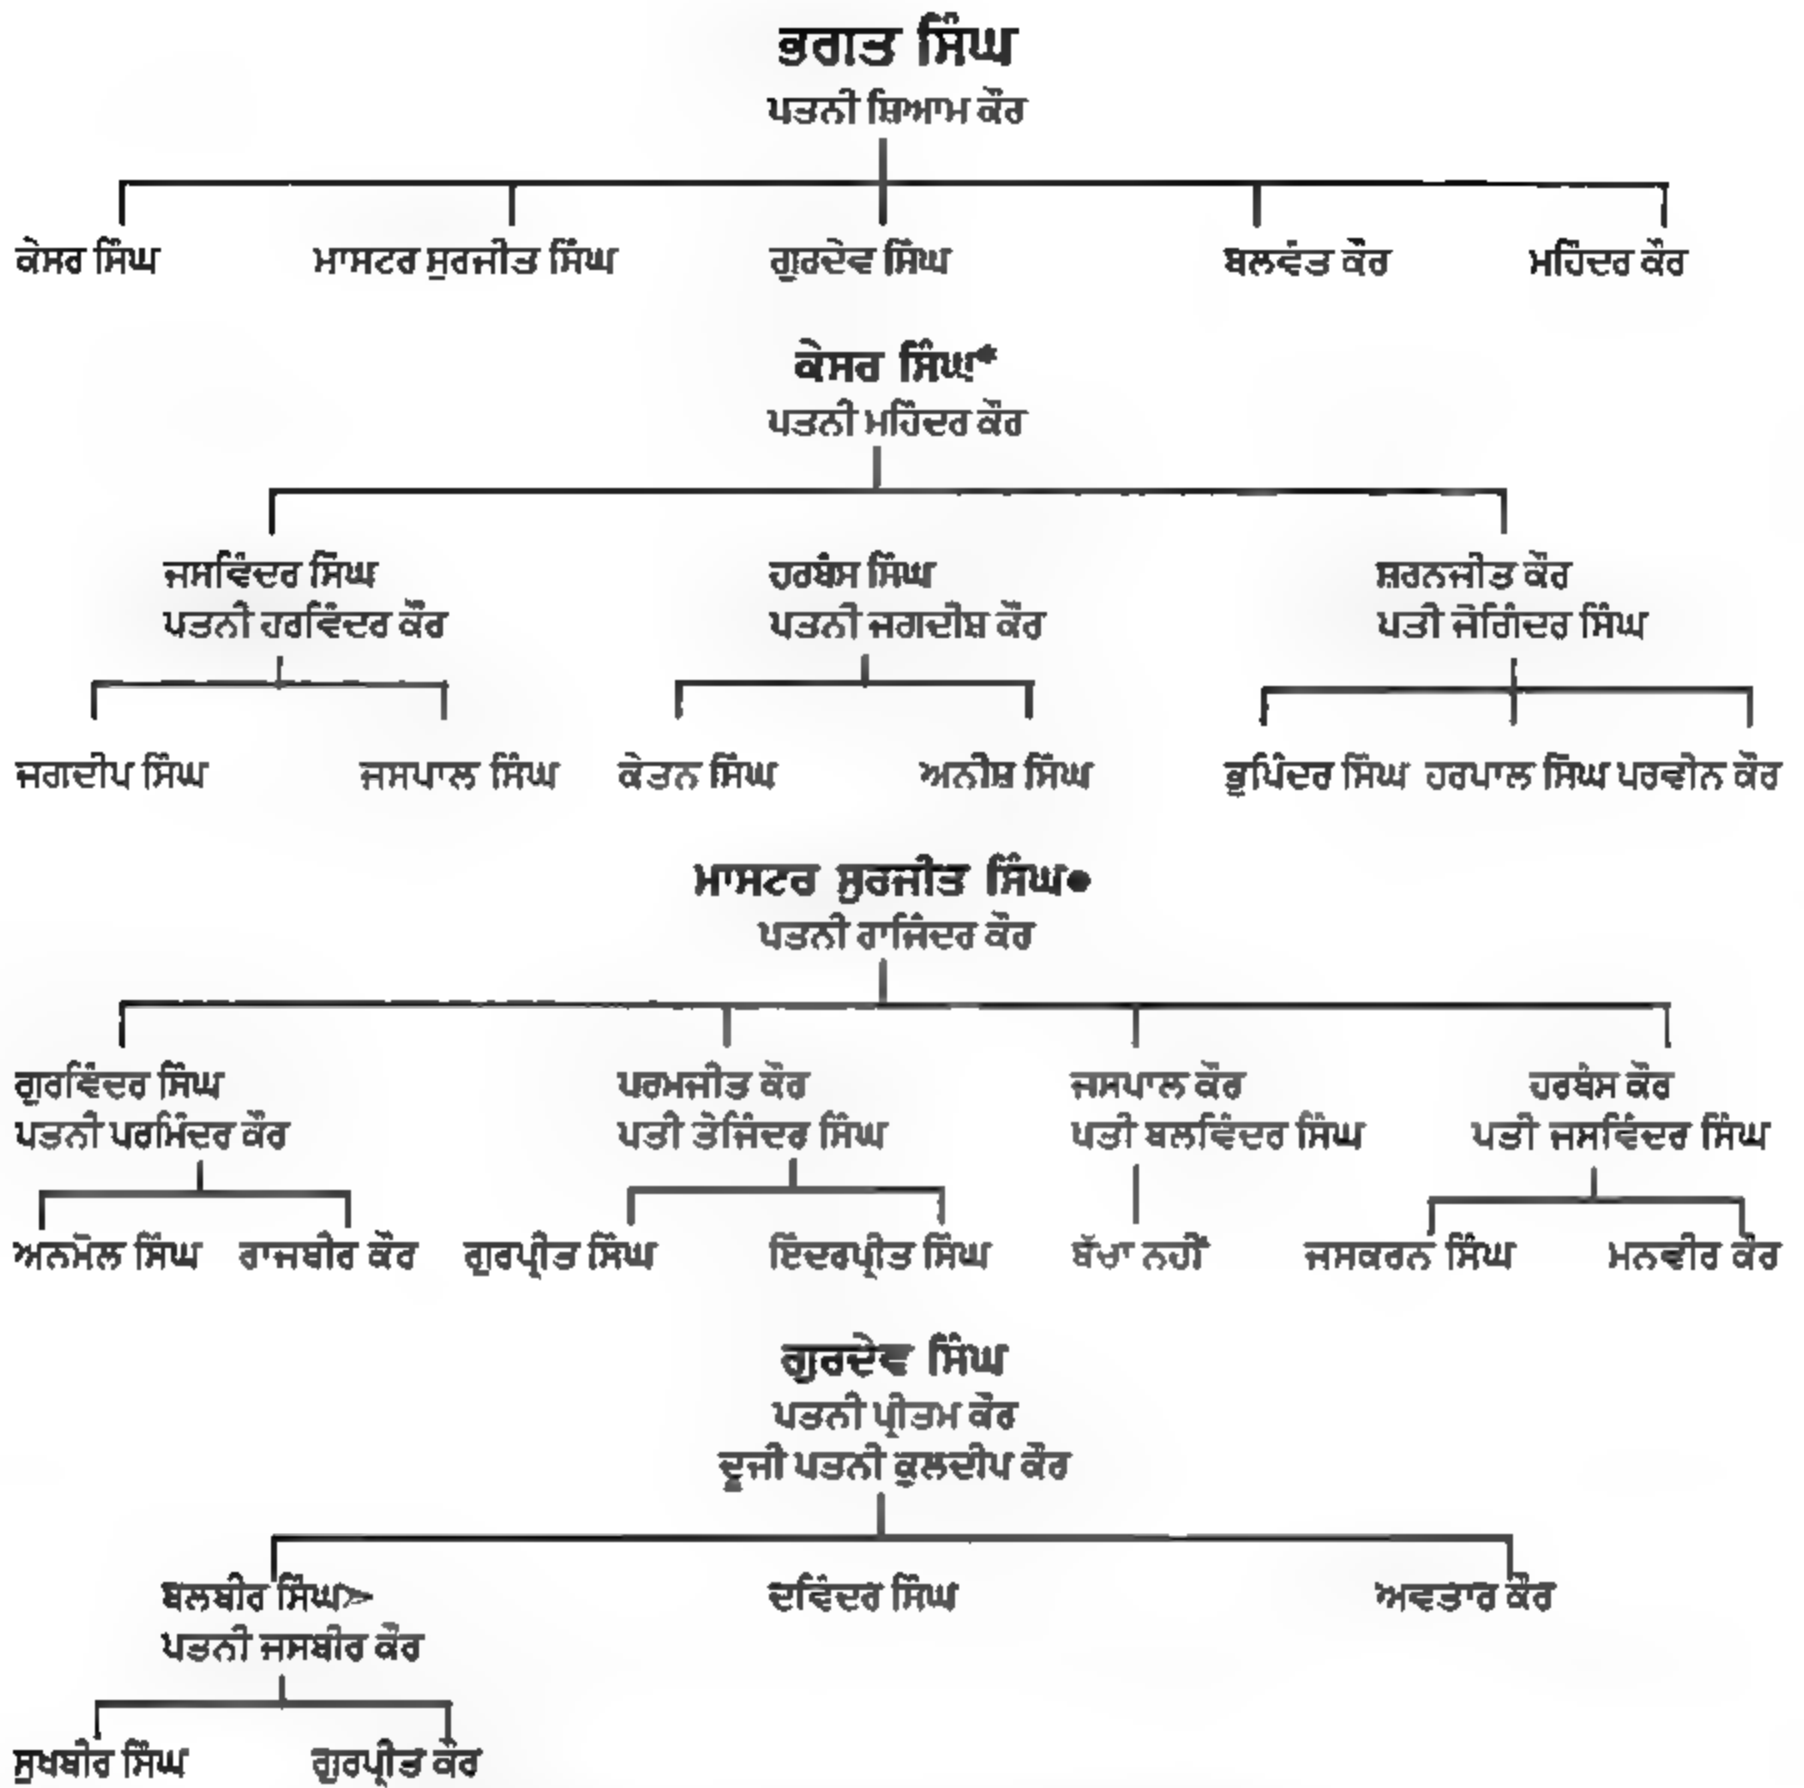 ਭਗਤ ਸਿੰਘ
ਪਤਨੀ ਸ਼ਿਆਮ ਕੌਰ
ਕੇਸਰ ਸਿੰਘ ਮਾਸਟਰ ਸੁਰਜੀਤ ਸਿੰਘ ਗੁਰਦੇਵ ਸਿੰਘ ਬਲਵੰਤ ਕੌਰ ਮਹਿੰਦਰ ਕੌਰ
ਕੇਸਰ ਸਿੰਘ*
ਪਤਨੀ ਮਹਿੰਦਰ ਕੌਰ
ਜਸਵਿੰਦਰ ਸਿੰਘ ਹਰਬੰਸ ਸਿੰਘ ਸ਼ਰਨਜੀਤ ਕੌਰ
ਪਤਨੀ ਹਰਵਿੰਦਰ ਕੌਰ ਪਤਨੀ ਜਗਦੀਸ਼ ਕੌਰ ਪਤੀ ਜੋਗਿੰਦਰ ਸਿੰਘ
ਜਗਦੀਪ ਸਿੰਘ ਜਸਪਾਲ ਸਿੰਘ ਕੇਤਨ ਸਿੰਘ ਅਨੀਸ਼ ਸਿੰਘ ਭੁਪਿੰਦਰ ਸਿੰਘ ਹਰਪਾਲ ਸਿੰਘ ਪਰਵੀਨ ਕੌਰ
ਮਾਸਟਰ ਸੁਰਜੀਤ ਸਿੰਘ●
ਪਤਨੀ ਰਾਜਿੰਦਰ ਕੌਰ
ਗੁਰਵਿੰਦਰ ਸਿੰਘ ਪਰਮਜੀਤ ਕੌਰ ਜਸਪਾਲ ਕੌਰ ਹਰਬੰਸ ਕੌਰ
ਪਤਨੀ ਪਰਮਿੰਦਰ ਕੌਰ ਪਤੀ ਤੇਜਿੰਦਰ ਸਿੰਘ ਪਤੀ ਬਲਵਿੰਦਰ ਸਿੰਘ ਪਤੀ ਜਸਵਿੰਦਰ ਸਿੰਘ
ਅਨਮੋਲ ਸਿੰਘ ਰਾਜਬੀਰ ਕੌਰ ਗੁਰਪ੍ਰੀਤ ਸਿੰਘ ਇੰਦਰਪ੍ਰੀਤ ਸਿੰਘ ਬੱਚਾ ਨਹੀਂ ਜਸਕਰਨ ਸਿੰਘ ਮਨਵੀਰ ਕੌਰ
ਗੁਰਦੇਵ ਸਿੰਘ
ਪਤਨੀ ਪ੍ਰੀਤਮ ਕੌਰ
ਦੂਜੀ ਪਤਨੀ ਕੁਲਦੀਪ ਕੌਰ
ਬਲਬੀਰ ਸਿੰਘ➢ ਦਵਿੰਦਰ ਸਿੰਘ ਅਵਤਾਰ ਕੌਰ
ਪਤਨੀ ਜਸਬੀਰ ਕੌਰ
ਸੁਖਬੀਰ ਸਿੰਘ ਗੁਰਪ੍ਰੀਤ ਕੌਰ